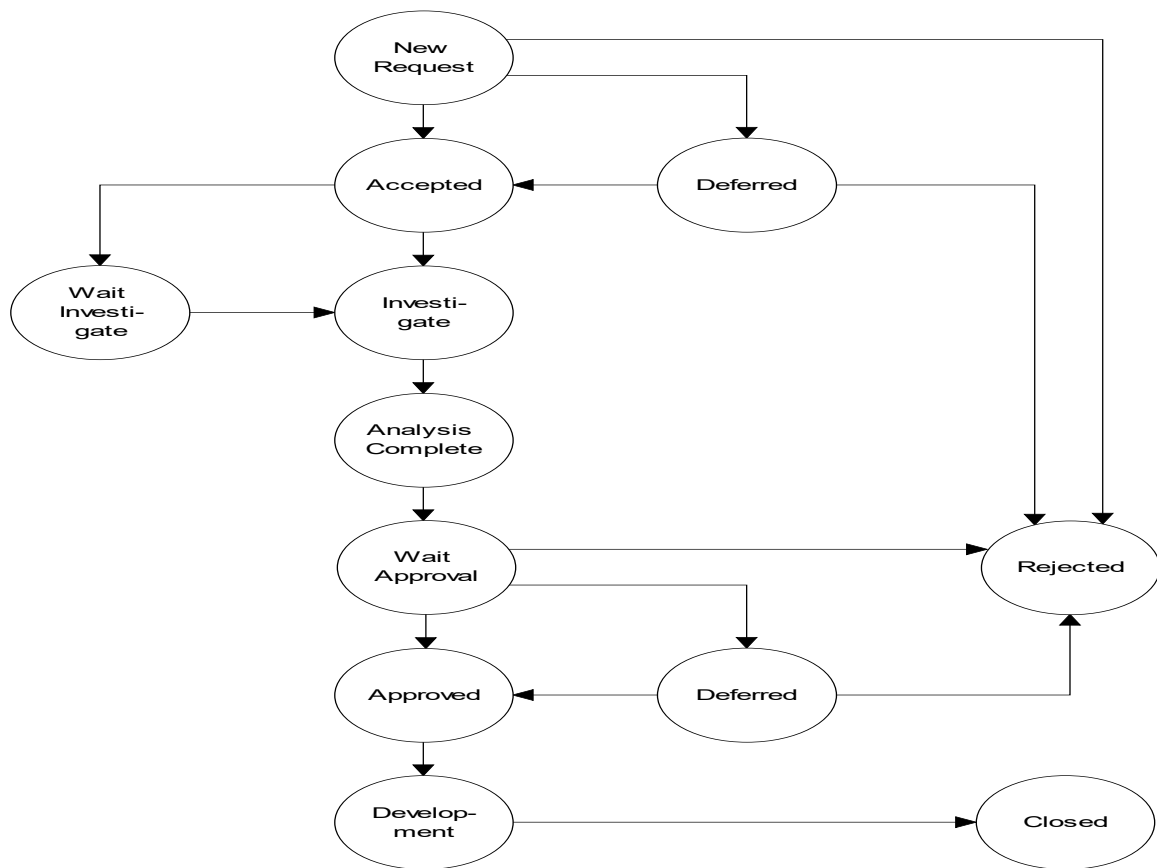 New
Request
Accepted
Deferred
Wait
Investi-
gate
Investi-
gate
Analysis
Complete
Wait
Approval
Rejected
Approved
Deferred
Develop-
ment
Closed